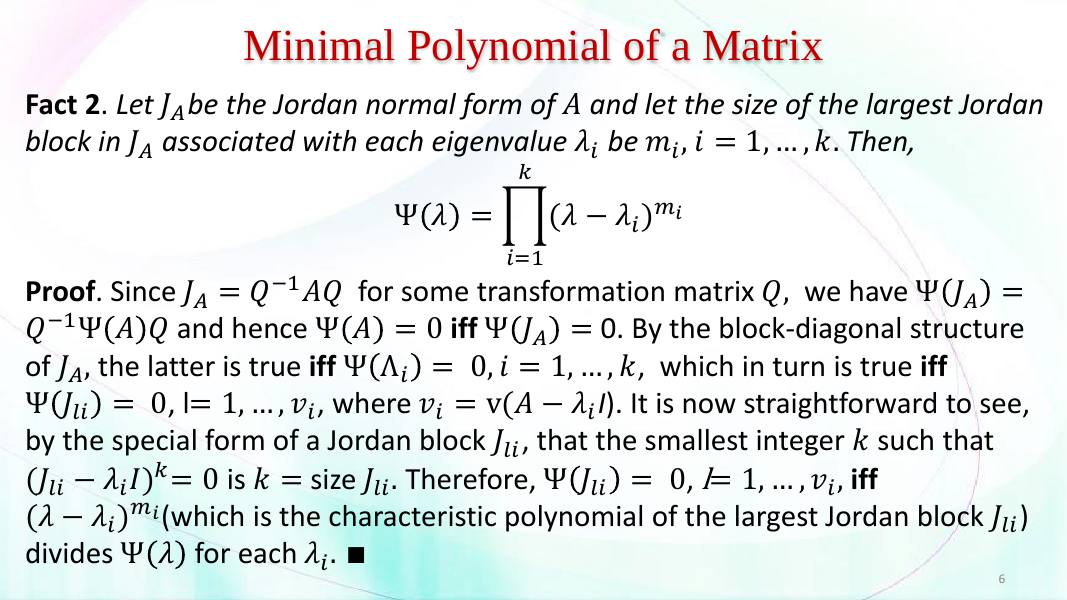 Minimal Polynomial of a Matrix
Fact 2. Let J_A be the Jordan normal form of A and let the size of the largest Jordan
block in J_A associated with each eigenvalue λ_i be m_i, i = 1, … , k. Then,
Ψ(λ) = ∏_{i=1}^{k} (λ − λ_i)^{m_i}
Proof. Since J_A = Q^{−1}AQ for some transformation matrix Q, we have Ψ(J_A) =
Q^{−1}Ψ(A)Q and hence Ψ(A) = 0 iff Ψ(J_A) = 0. By the block-diagonal structure
of J_A, the latter is true iff Ψ(Λ_i) = 0, i = 1, … , k, which in turn is true iff
Ψ(J_{li}) = 0, l= 1, … , v_i, where v_i = v(A − λ_i I). It is now straightforward to see,
by the special form of a Jordan block J_{li}, that the smallest integer k such that
(J_{li} − λ_i I)^k = 0 is k = size J_{li}. Therefore, Ψ(J_{li}) = 0, l= 1, … , v_i, iff
(λ − λ_i)^{m_i}(which is the characteristic polynomial of the largest Jordan block J_{li})
divides Ψ(λ) for each λ_i. ■
6